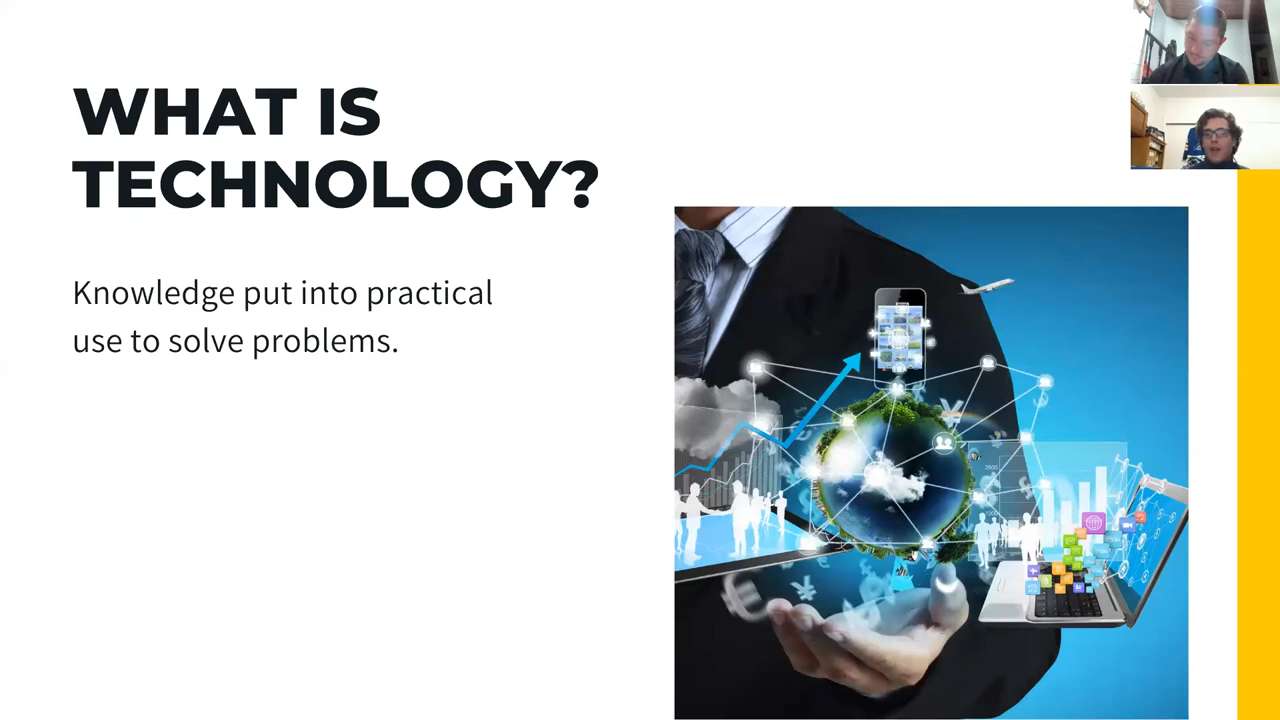 WHAT IS
TECHNOLOGY?
Knowledge put into practical
use to solve problems.